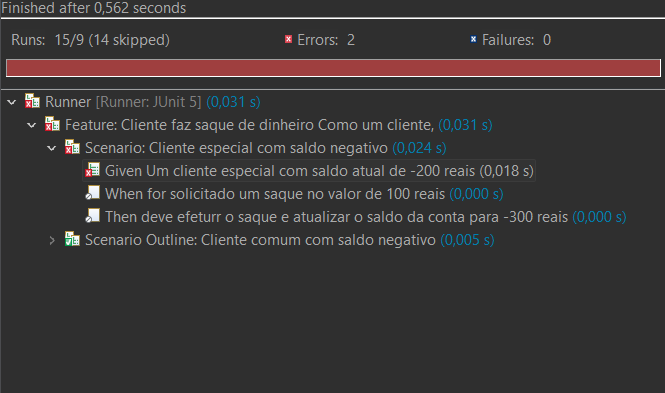 Finished after 0,562 seconds
Runs: 15/9 (14 skipped) Errors: 2 Failures: 0
Runner [Runner: JUnit 5] (0,031 s)
Feature: Cliente faz saque de dinheiro Como um cliente, (0,031 s)
Scenario: Cliente especial com saldo negativo (0,024 s)
Given Um cliente especial com saldo atual de -200 reais (0,018 s)
When for solicitado um saque no valor de 100 reais (0,000 s)
Then deve efeturr o saque e atualizar o saldo da conta para -300 reais (0,000 s)
Scenario Outline: Cliente comum com saldo negativo (0,005 s)